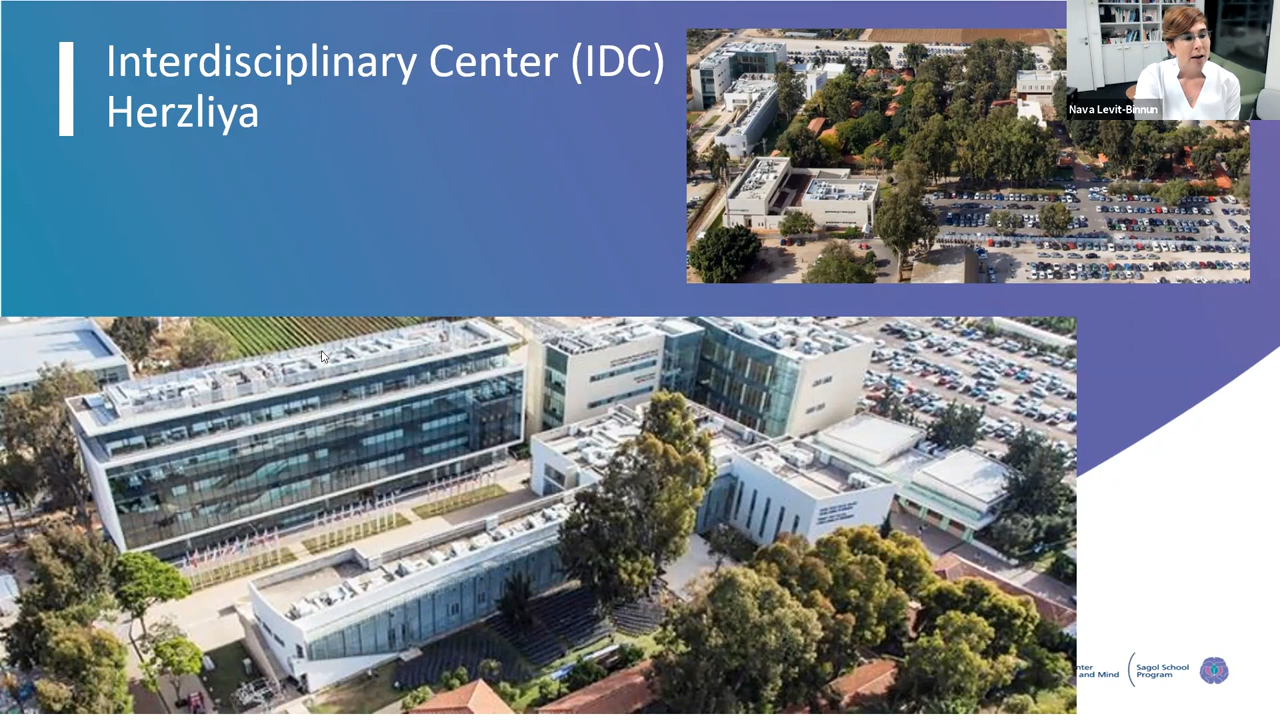 Interdisciplinary Center (IDC)
Herzliya
Nava Levit-Binnun
nter
and Mind
Sagol School
Program